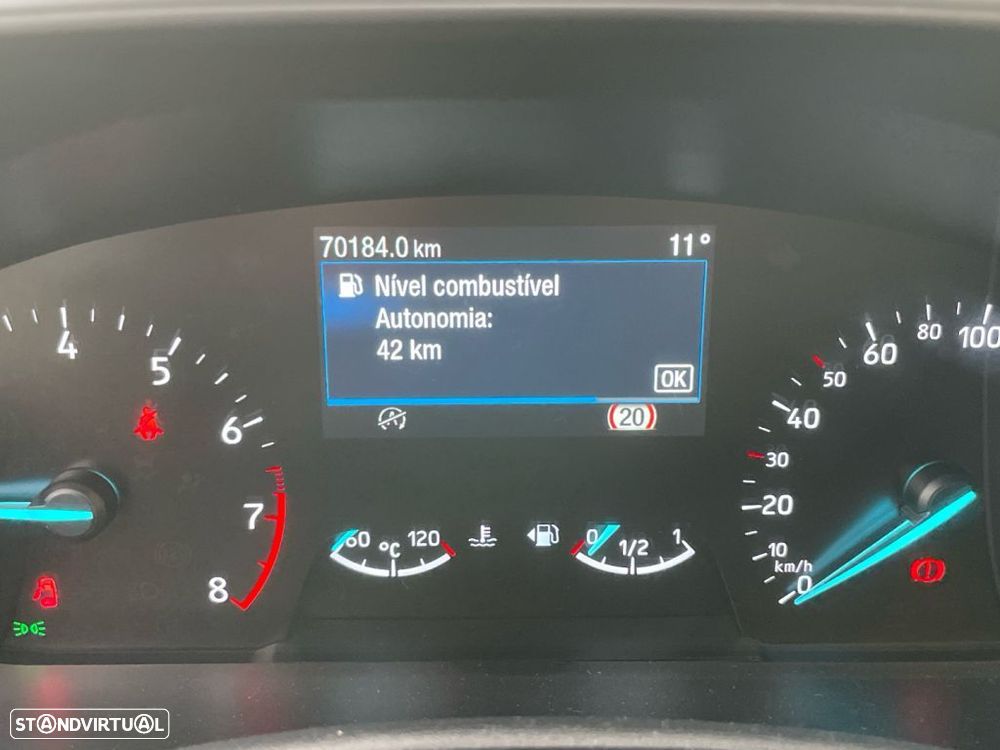 70184.0 km 11°
Nível combustível
Autonomia:
42 km
OK
20
4
5
6
7
8
60 °C 120
0 1/2 1
0
10
20
30
40
50
60
80
100
km/h
STANDVIRTUAL